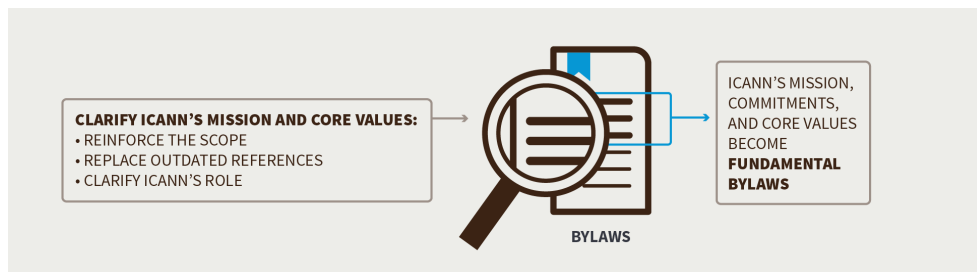 CLARIFY ICANN'S MISSION AND CORE VALUES:
• REINFORCE THE SCOPE
• REPLACE OUTDATED REFERENCES
• CLARIFY ICANN'S ROLE
BYLAWS
ICANN'S MISSION,
COMMITMENTS,
AND CORE VALUES
BECOME
FUNDAMENTAL
BYLAWS